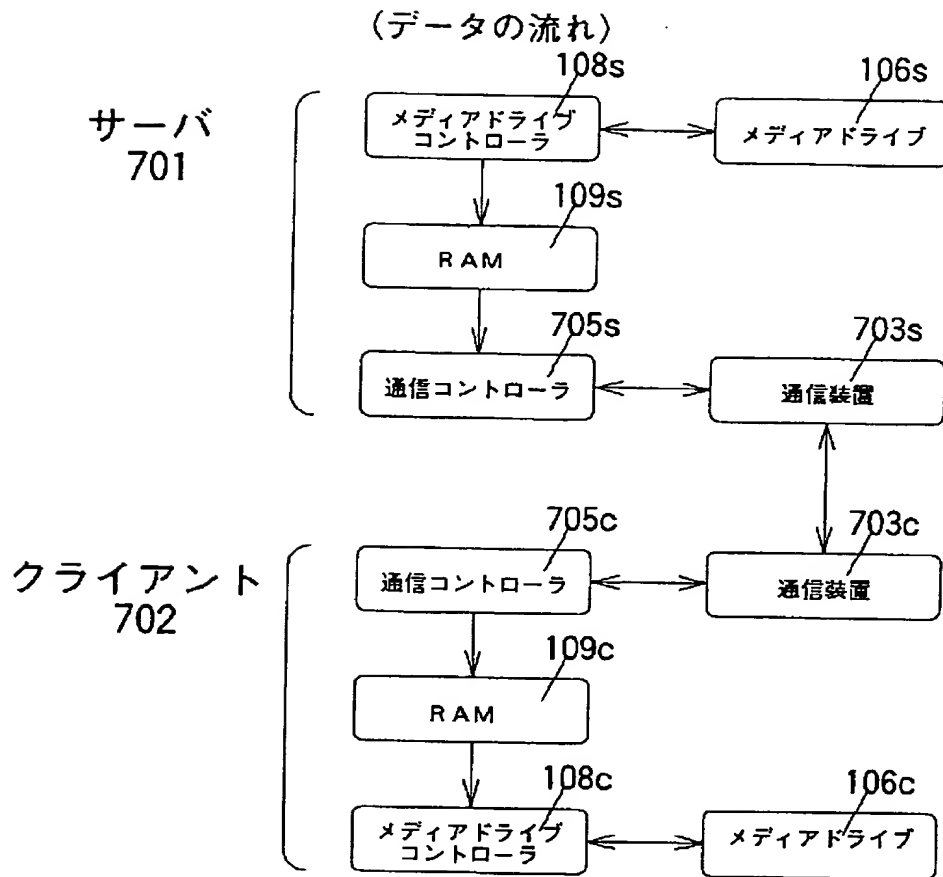 (データの流れ)
108s
106s
サーバ
701
メディアドライブ
コントローラ
メディアドライブ
109s
RAM
705s
703s
通信コントローラ
通信装置
705c
703c
クライアント
702
通信コントローラ
通信装置
109c
RAM
108c
106c
メディアドライブ
コントローラ
メディアドライブ